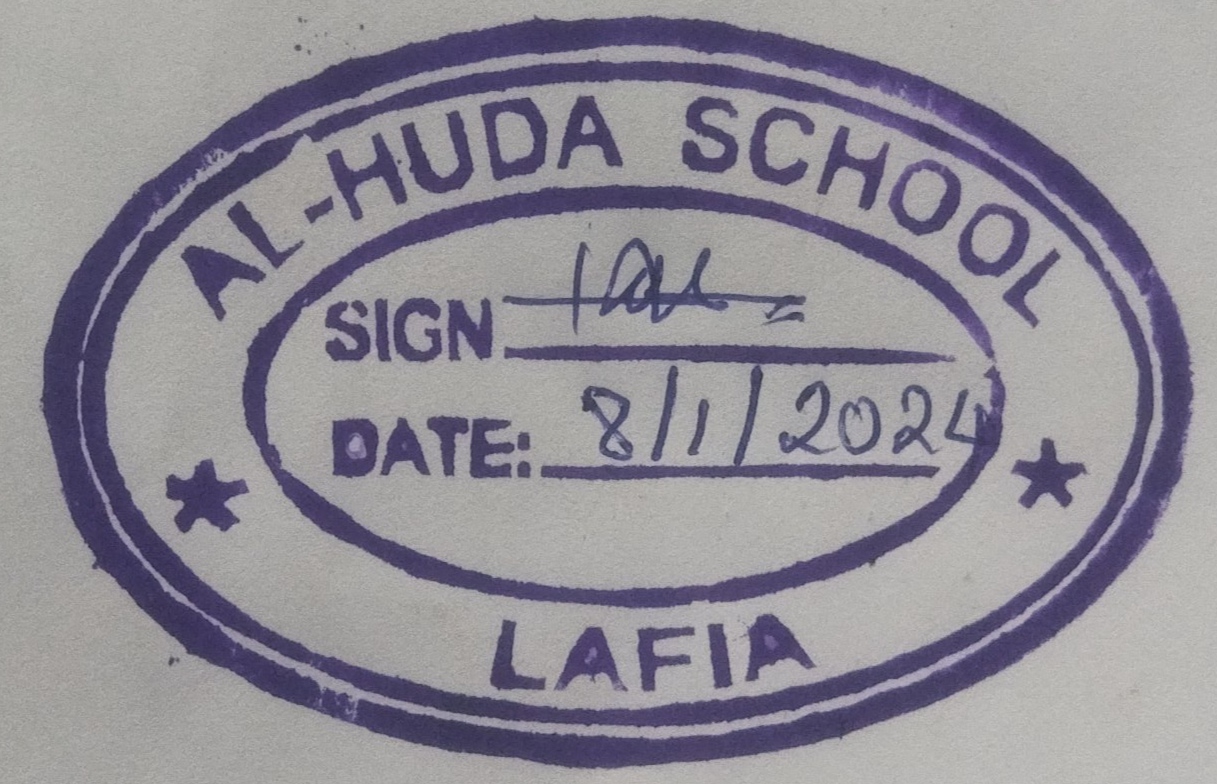 AL-HUDA SCHOOL
SIGN
DATE: 8/1/2024
LAFIA